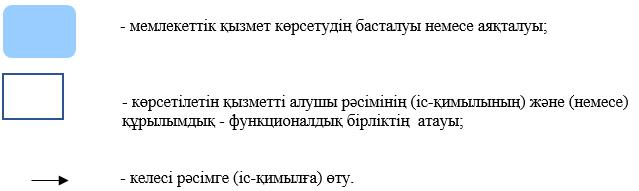 - мемлекеттік қызмет көрсетудің басталуы немесе аяқталуы;
- көрсетілетін қызметті алушы рәсімінің (іс-қимылының) және (немесе)
құрылымдық - функционалдық бірліктің атауы;
- келесі рәсімге (іс-қимылға) өту.